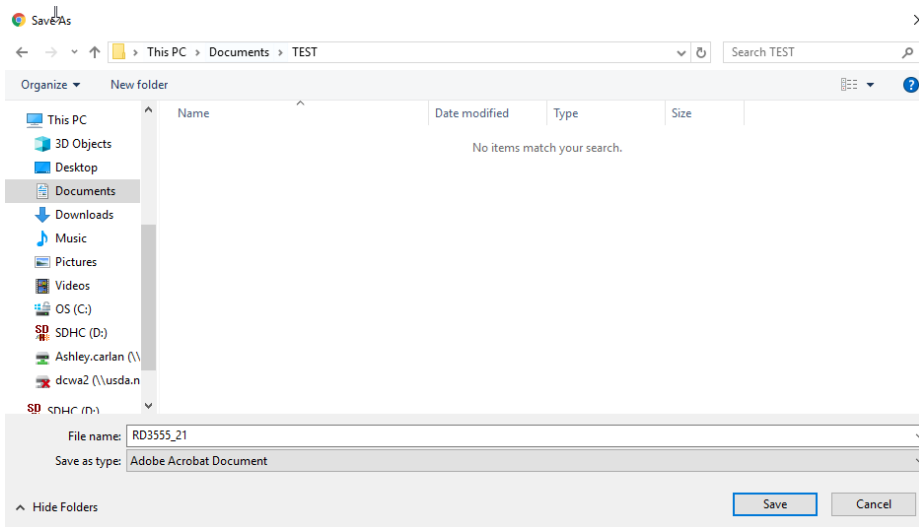 Save As
This PC > Documents > TEST
Search TEST
Organize
New folder
?
Name
Date modified
Type
Size
No items match your search.
This PC
3D Objects
Desktop
Documents
Downloads
Music
Pictures
Videos
OS (C:)
SD SDHC (D:)
Ashley.carlan (\\
dcwa2 (\\usda.n
SD SDHC (D:)
File name: RD3555_21
Save as type: Adobe Acrobat Document
Hide Folders
Save
Cancel